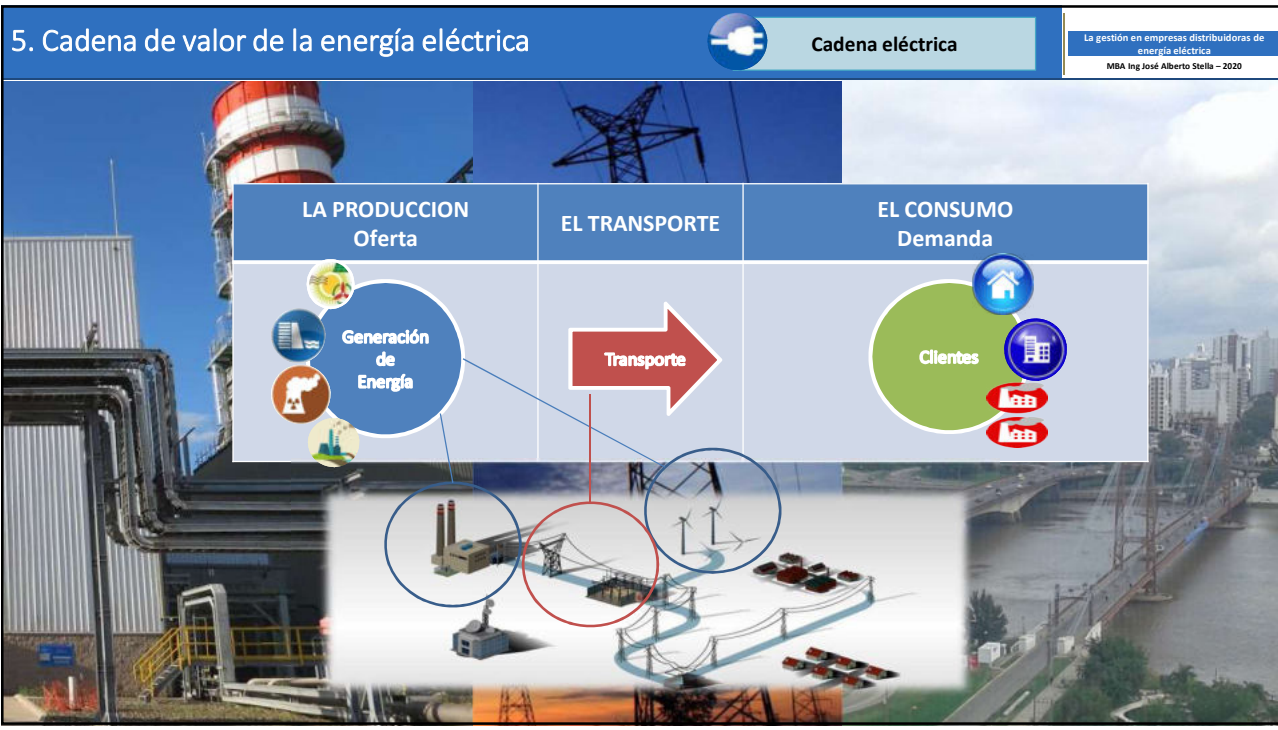 5. Cadena de valor de la energía eléctrica
Cadena eléctrica
La gestión en empresas distribuidoras de
energía eléctrica
MBA Ing José Alberto Stella – 2020
LA PRODUCCION
Oferta
EL TRANSPORTE
EL CONSUMO
Demanda
Generación
de
Energía
Transporte
Clientes